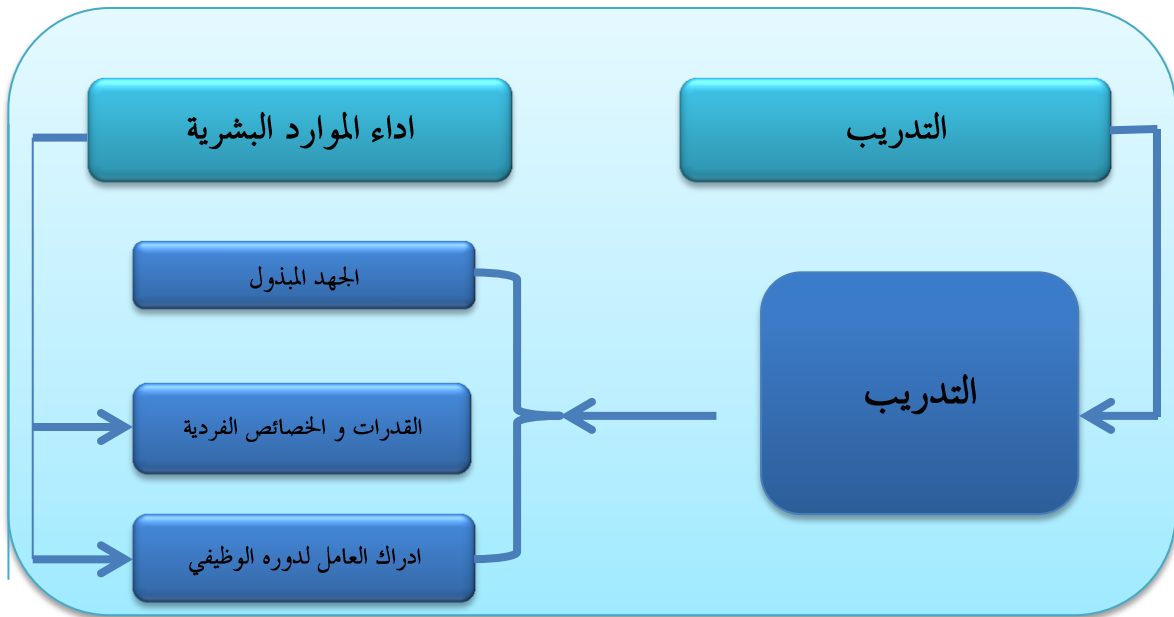 التدريب
اداء الموارد البشرية
التدريب
الجهد المبذول
القدرات و الخصائص الفردية
ادراك العامل لدوره الوظيفي